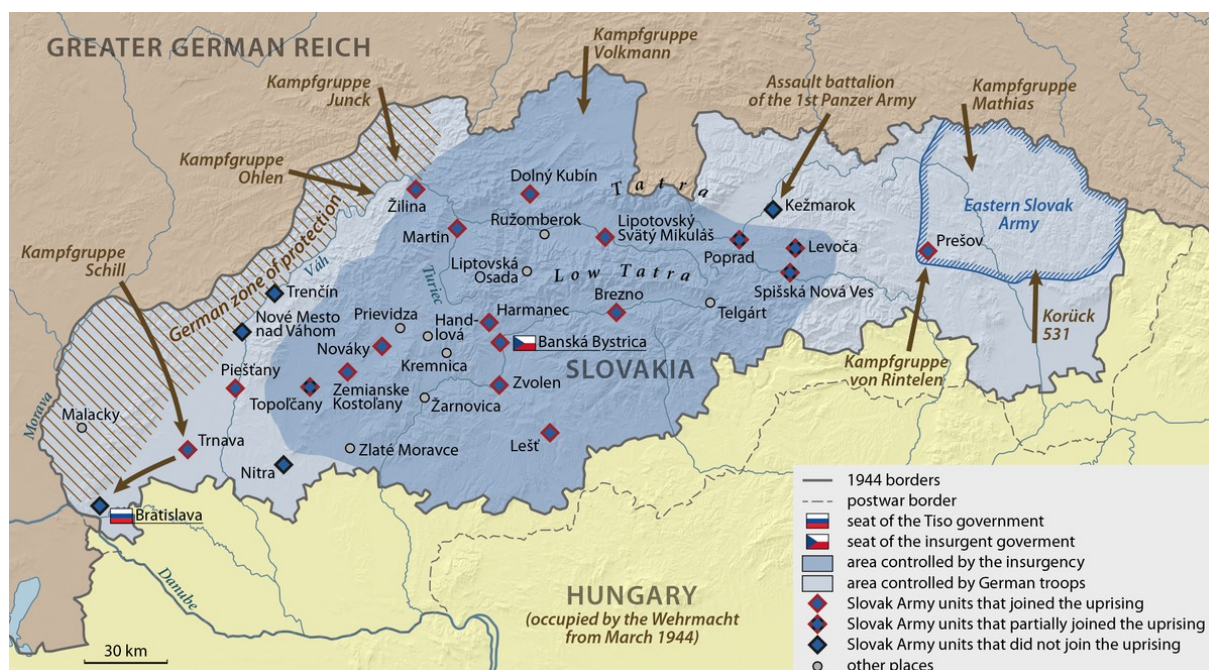 GREATER GERMAN REICH
Kampfgruppe
Volkmann
Kampfgruppe
Junck
Assault battalion
of the 1st Panzer Army
Kampfgruppe
Mathias
Kampfgruppe
Ohlen
Kampfgruppe
Schill
German zone of protection
Žilina
Dolný Kubín
Tatra
Kežmarok
Eastern Slovak
Army
Martin
Ružomberok
Lipotovský
Svätý Mikuláš
Poprad
Levoča
Prešov
Váh
Turiec
Liptovská
Osada
Low Tatra
Spišská Nová Ves
Trenčín
Nové Mesto
nad Váhom
Prievidza
Hand-
lová
Harmanec
Brezno
Telgárt
Korück
531
Nováky
Kremnica
Banská Bystrica
SLOVAKIA
Kampfgruppe
von Rintelen
Piešťany
Topoľčany
Zemianske
Kostoľany
Žarnovica
Zvolen
Morava
Malacky
Trnava
Nitra
Zlaté Moravce
Lešť
Bratislava
Danube
HUNGARY
(occupied by the Wehrmacht
from March 1944)
30 km
1944 borders
postwar border
seat of the Tiso government
seat of the insurgent goverment
area controlled by the insurgency
area controlled by German troops
Slovak Army units that joined the uprising
Slovak Army units that partially joined the uprising
Slovak Army units that did not join the uprising
other places